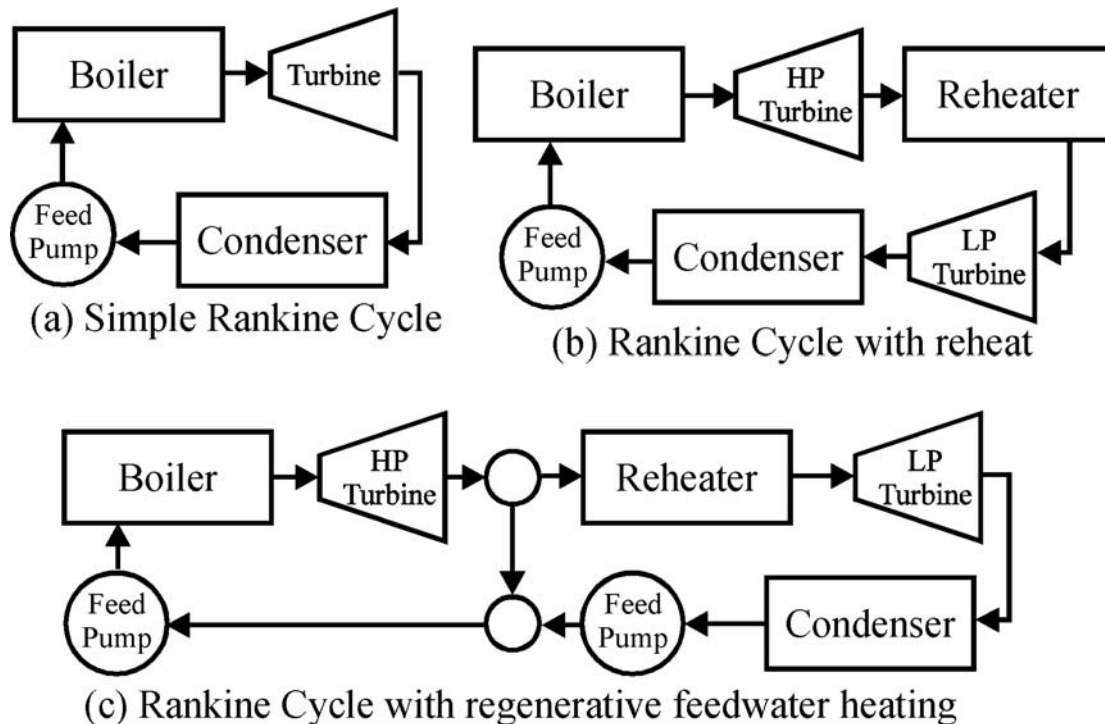 Boiler
Turbine
Feed
Pump
Condenser
(a) Simple Rankine Cycle
Boiler
HP
Turbine
Reheater
Feed
Pump
Condenser
LP
Turbine
(b) Rankine Cycle with reheat
Boiler
HP
Turbine
Reheater
LP
Turbine
Feed
Pump
Feed
Pump
Condenser
(c) Rankine Cycle with regenerative feedwater heating